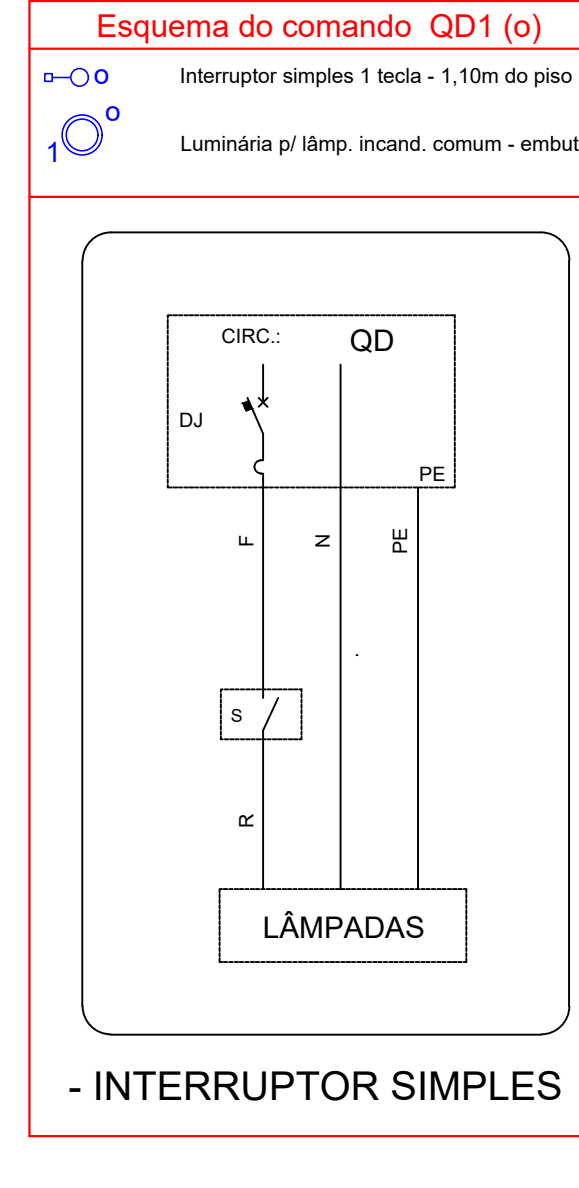 Esquema do comando QD1 (o)
o Interruptor simples 1 tecla - 1,10m do piso
o
1 Luminária p/ lâmp. incand. comum - embut
CIRC.: QD
DJ
PE
F N PE
S
R
LÂMPADAS
- INTERRUPTOR SIMPLES